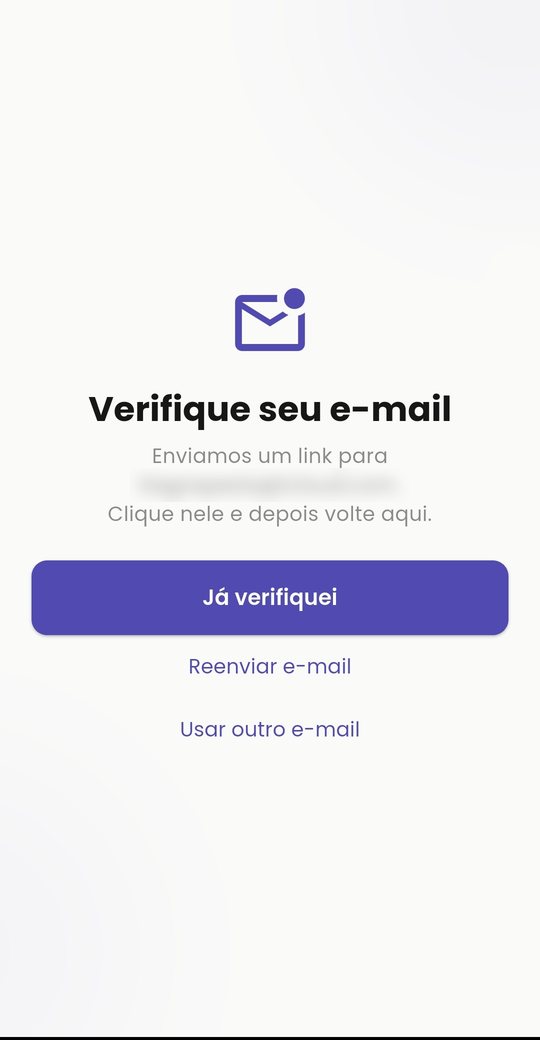 Verifique seu e-mail
Enviamos um link para
Clique nele e depois volte aqui.
Já verifiquei
Reenviar e-mail
Usar outro e-mail